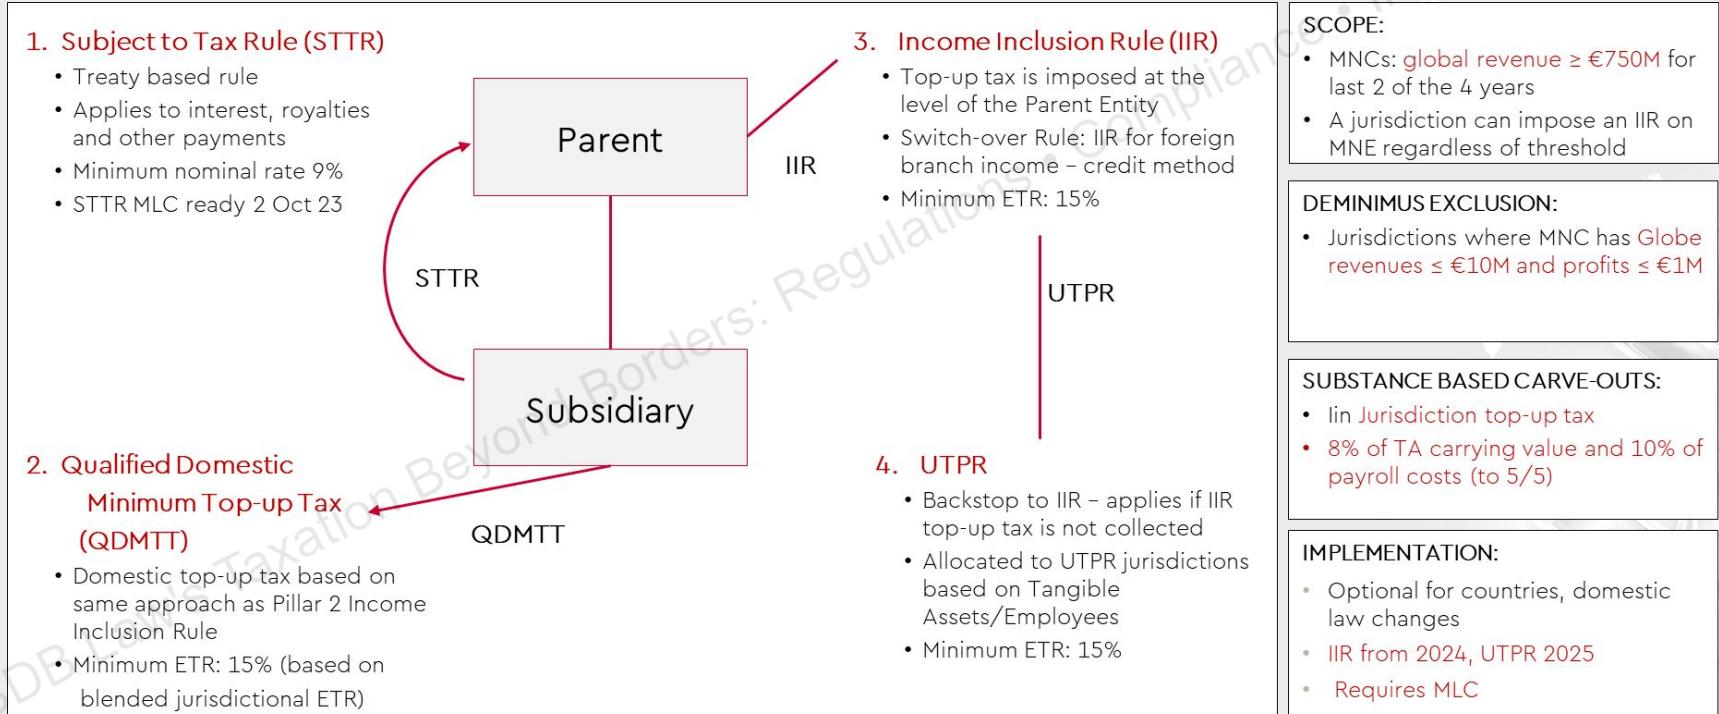 1. Subject to Tax Rule (STTR)
• Treaty based rule
• Applies to interest, royalties
and other payments
• Minimum nominal rate 9%
• STTR MLC ready 2 Oct 23
Parent
STTR
Subsidiary
2. Qualified Domestic
Minimum Top-up Tax
(QDMTT)
• Domestic top-up tax based on
same approach as Pillar 2 Income
Inclusion Rule
• Minimum ETR: 15% (based on
blended jurisdictional ETR)
QDMTT
3. Income Inclusion Rule (IIR)
• Top-up tax is imposed at the
level of the Parent Entity
• Switch-over Rule: IIR for foreign
branch income – credit method
• Minimum ETR: 15%
IIR
UTPR
4. UTPR
• Backstop to IIR – applies if IIR
top-up tax is not collected
• Allocated to UTPR jurisdictions
based on Tangible
Assets/Employees
• Minimum ETR: 15%
SCOPE:
• MNCs: global revenue ≥ €750M for
last 2 of the 4 years
• A jurisdiction can impose an IIR on
MNE regardless of threshold
DEMINIMUS EXCLUSION:
• Jurisdictions where MNC has Globe
revenues ≤ €10M and profits ≤ €1M
SUBSTANCE BASED CARVE-OUTS:
• Iin Jurisdiction top-up tax
• 8% of TA carrying value and 10% of
payroll costs (to 5/5)
IMPLEMENTATION:
• Optional for countries, domestic
law changes
• IIR from 2024, UTPR 2025
• Requires MLC
Law's Taxation Beyond Borders: Regulations • Compliance •